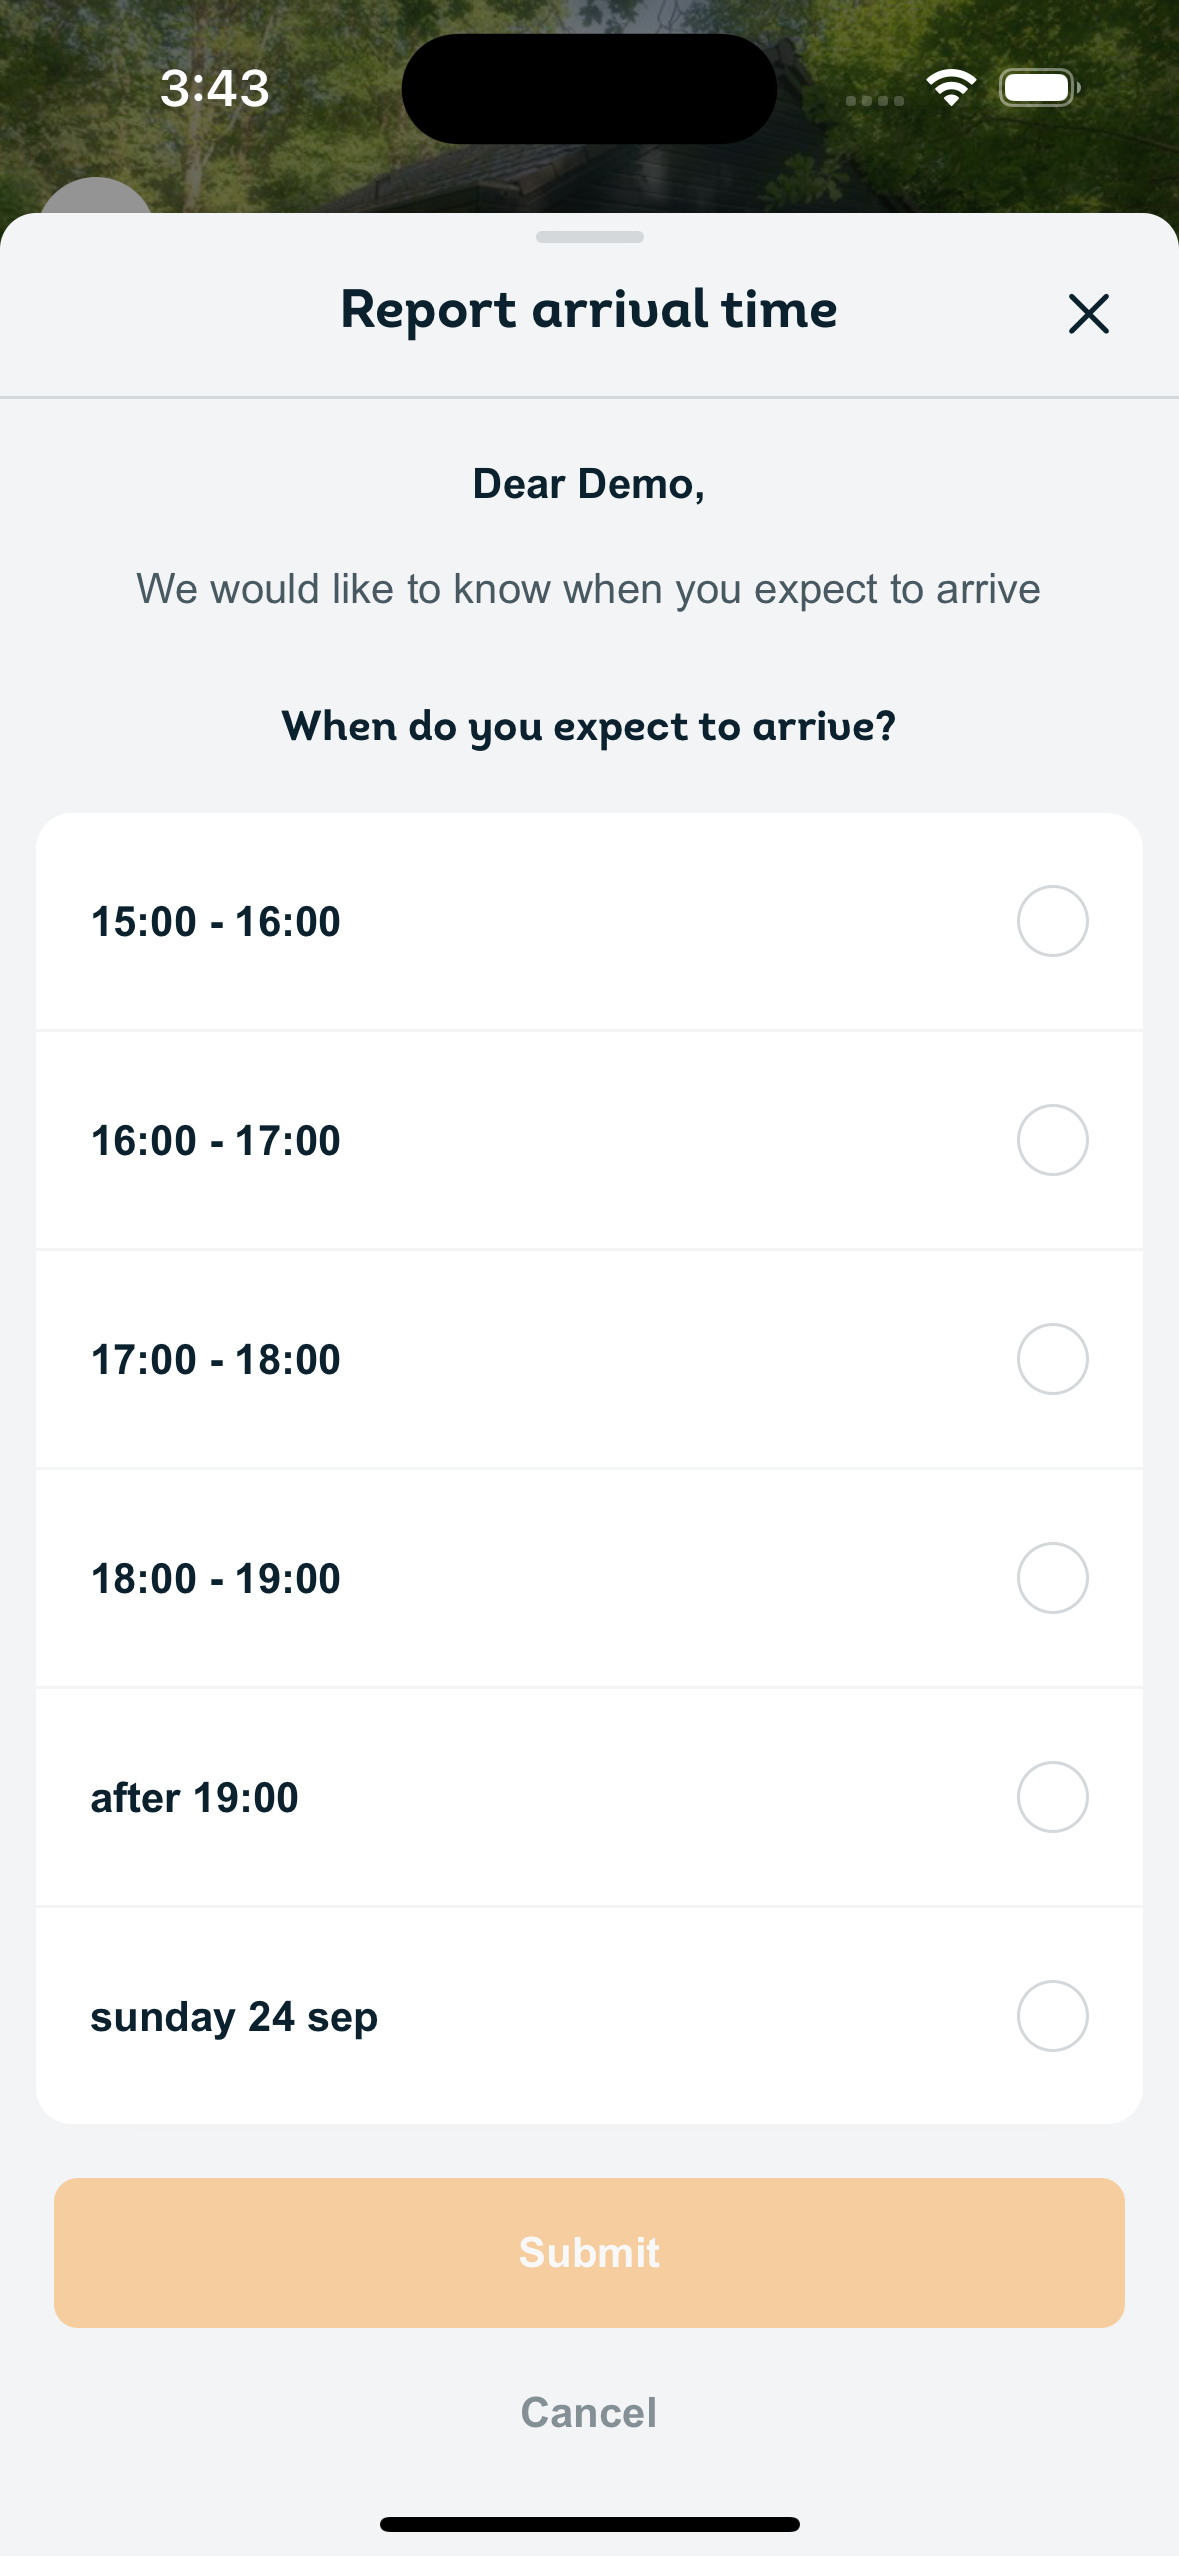 3:43
Report arrival time
Dear Demo,
We would like to know when you expect to arrive
When do you expect to arrive?
15:00 - 16:00
16:00 - 17:00
17:00 - 18:00
18:00 - 19:00
after 19:00
sunday 24 sep
Submit
Cancel